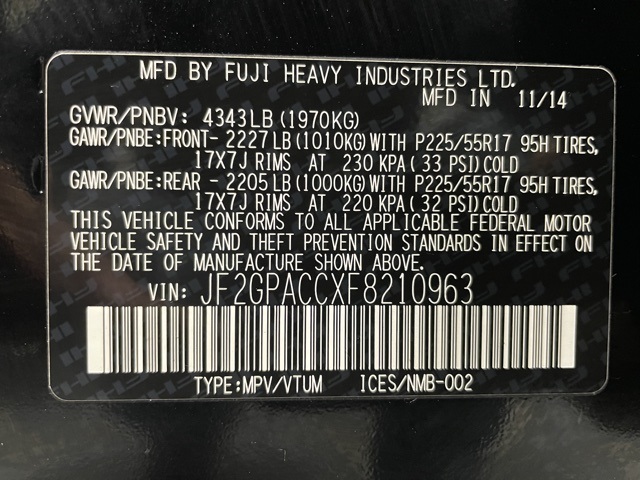 MFD BY FUJI HEAVY INDUSTRIES LTD.
MFD IN 11/14
GVWR/PNBV: 4343LB (1970KG)
GAWR/PNBE:FRONT- 2227LB (1010KG)WITH P225/55R17 95H TIRES,
17X7J RIMS AT 230 KPA (33 PSI)COLD
GAWR/PNBE:REAR - 2205LB (1000KG)WITH P225/55R17 95H TIRES,
17X7J RIMS AT 220 KPA (32 PSI)COLD
THIS VEHICLE CONFORMS TO ALL APPLICABLE FEDERAL MOTOR
VEHICLE SAFETY AND THEFT PREVENTION STANDARDS IN EFFECT ON
THE DATE OF MANUFACTURE SHOWN ABOVE.
VIN: JF2GPACCXF8210963
TYPE:MPV/VTUM ICES/NMB-002